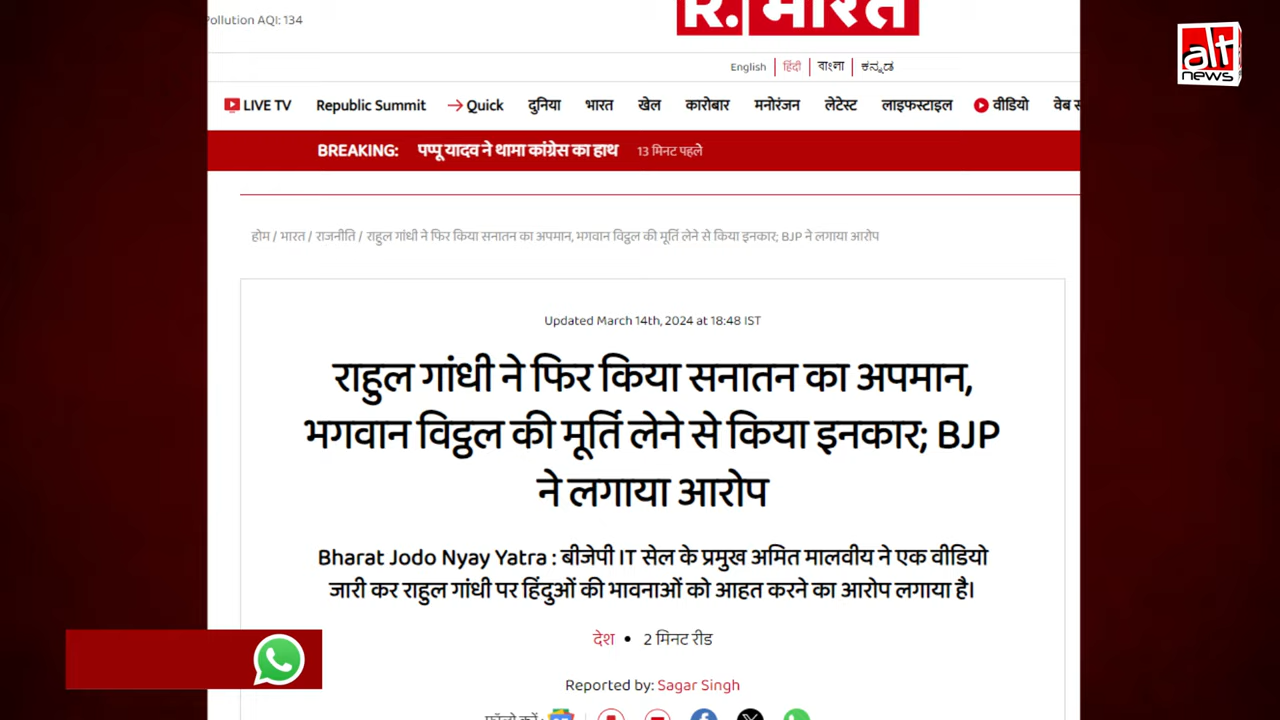 Pollution AQI: 134
R. भारत
alt
news
English | हिंदी | বাংলা | ಕನ್ನಡ
LIVE TV Republic Summit Quick दुनिया भारत खेल कारोबार मनोरंजन लेटेस्ट लाइफस्टाइल वीडियो वेब
BREAKING: पप्पू यादव ने थामा कांग्रेस का हाथ 13 मिनट पहले
होम / भारत / राजनीति / राहुल गांधी ने फिर किया सनातन का अपमान, भगवान विट्ठल की मूर्ति लेने से किया इनकार; BJP ने लगाया आरोप
Updated March 14th, 2024 at 18:48 IST
राहुल गांधी ने फिर किया सनातन का अपमान,
भगवान विट्ठल की मूर्ति लेने से किया इनकार; BJP
ने लगाया आरोप
Bharat Jodo Nyay Yatra : बीजेपी IT सेल के प्रमुख अमित मालवीय ने एक वीडियो
जारी कर राहुल गांधी पर हिंदुओं की भावनाओं को आहत करने का आरोप लगाया है।
देश • 2 मिनट रीड
Reported by: Sagar Singh
फॉलो करें :